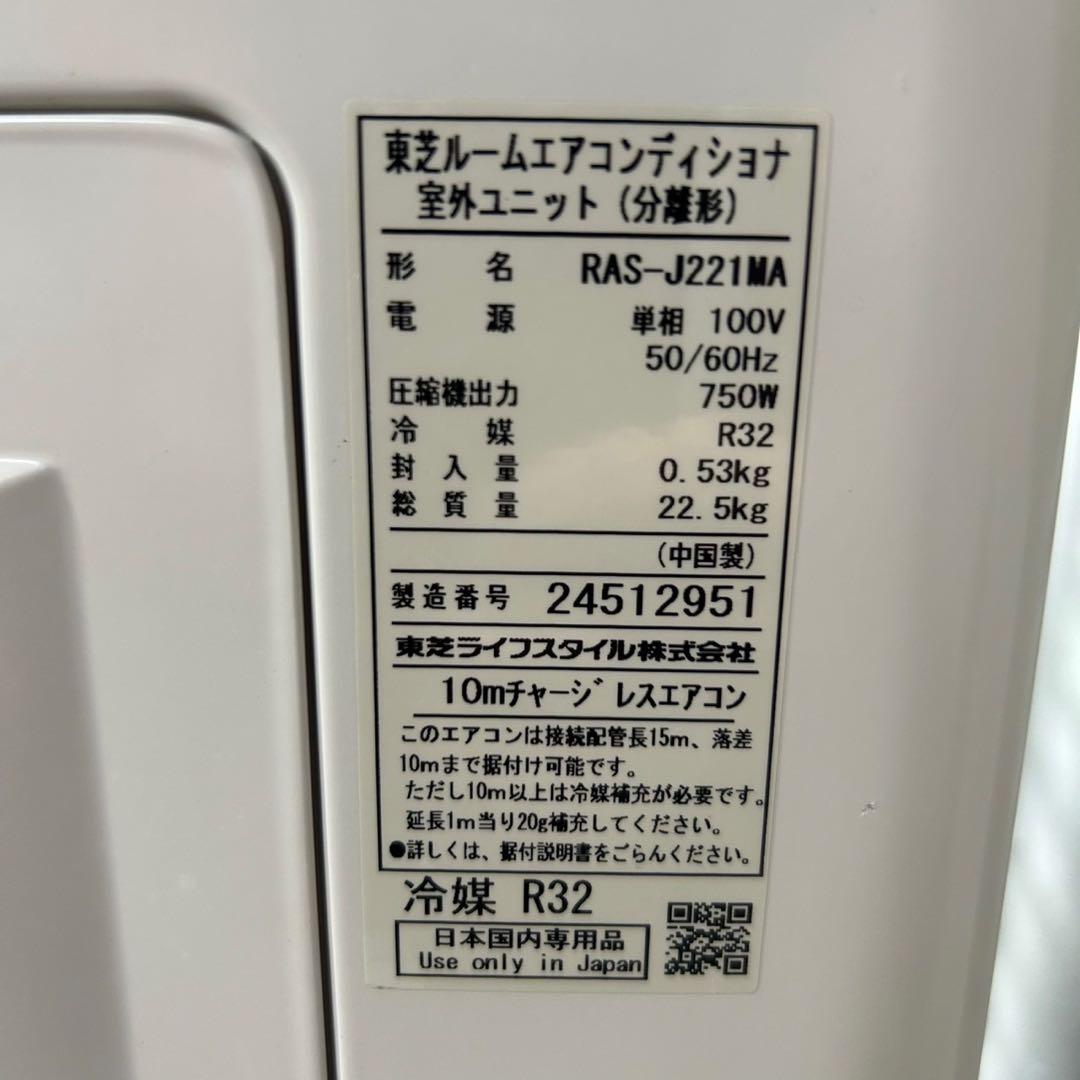 東芝ルームエアコンディショナ
室外ユニット（分離形）
形名 RAS-J221MA
電源 単相 100V
50/60Hz
圧縮機出力 750W
冷媒 R32
封入量 0.53kg
総質量 22.5kg
（中国製）
製造番号 24512951
東芝ライフスタイル株式会社
10mチャージレスエアコン
このエアコンは接続配管長15m、落差
10mまで据付け可能です。
ただし10m以上は冷媒補充が必要です。
延長1m当り20g補充してください。
●詳しくは、据付説明書をごらんください。
冷媒 R32
日本国内専用品
Use only in Japan